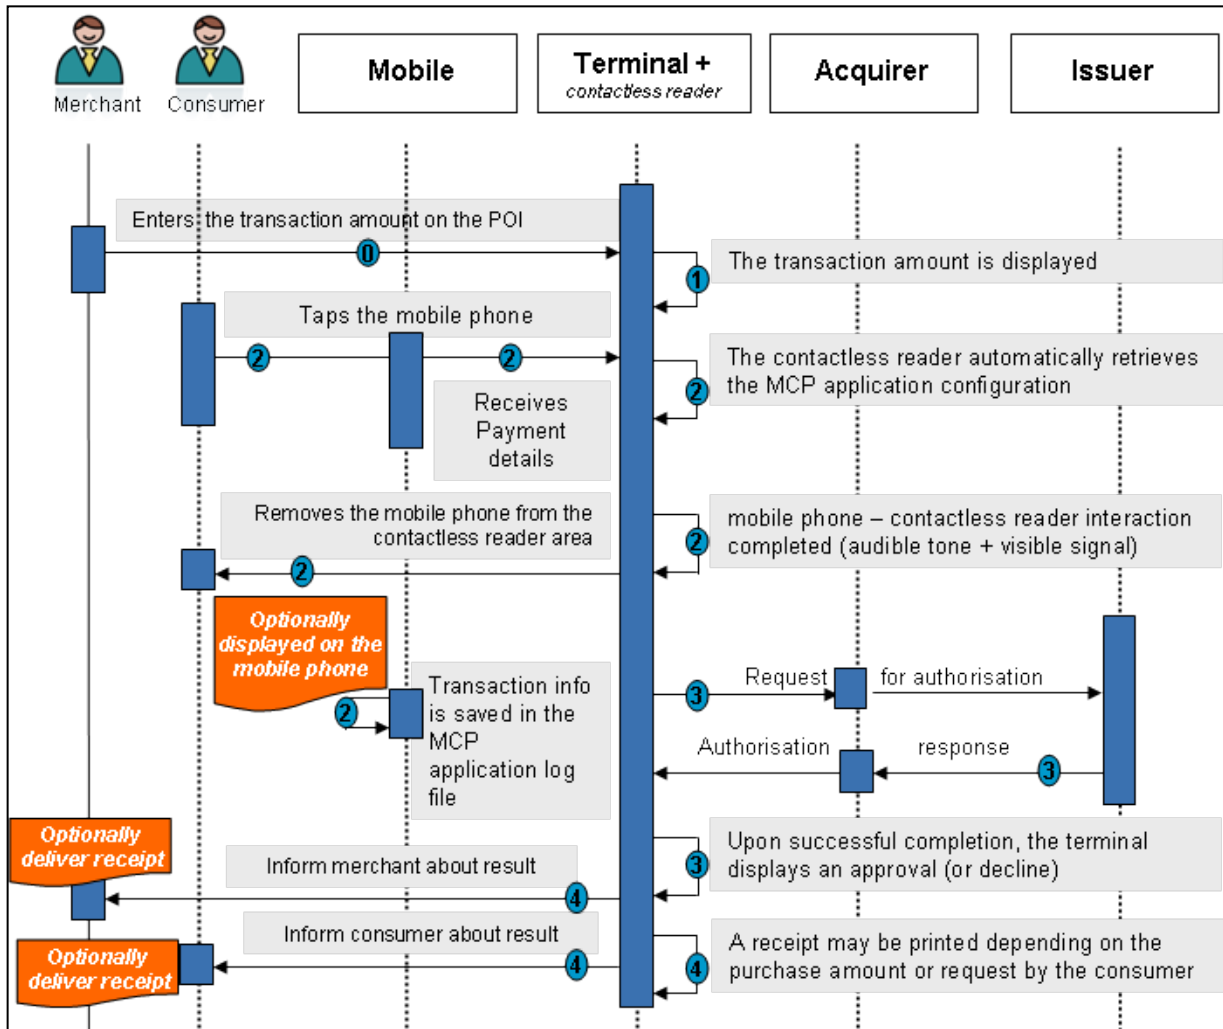 Merchant
Consumer
Mobile
Terminal +
contactless reader
Acquirer
Issuer
Enters the transaction amount on the POI
0
1
The transaction amount is displayed
Taps the mobile phone
2
2
2
The contactless reader automatically retrieves
the MCP application configuration
Receives
Payment
details
Removes the mobile phone from the
contactless reader area
2
2
mobile phone – contactless reader interaction
completed (audible tone + visible signal)
Optionally
displayed on the
mobile phone
2
Transaction info
is saved in the
MCP
application log
file
3
Request
for authorisation
Authorisation
response
3
Optionally
deliver receipt
Inform merchant about result
4
3
Upon successful completion, the terminal
displays an approval (or decline)
Optionally
deliver receipt
Inform consumer about result
4
4
A receipt may be printed depending on the
purchase amount or request by the consumer